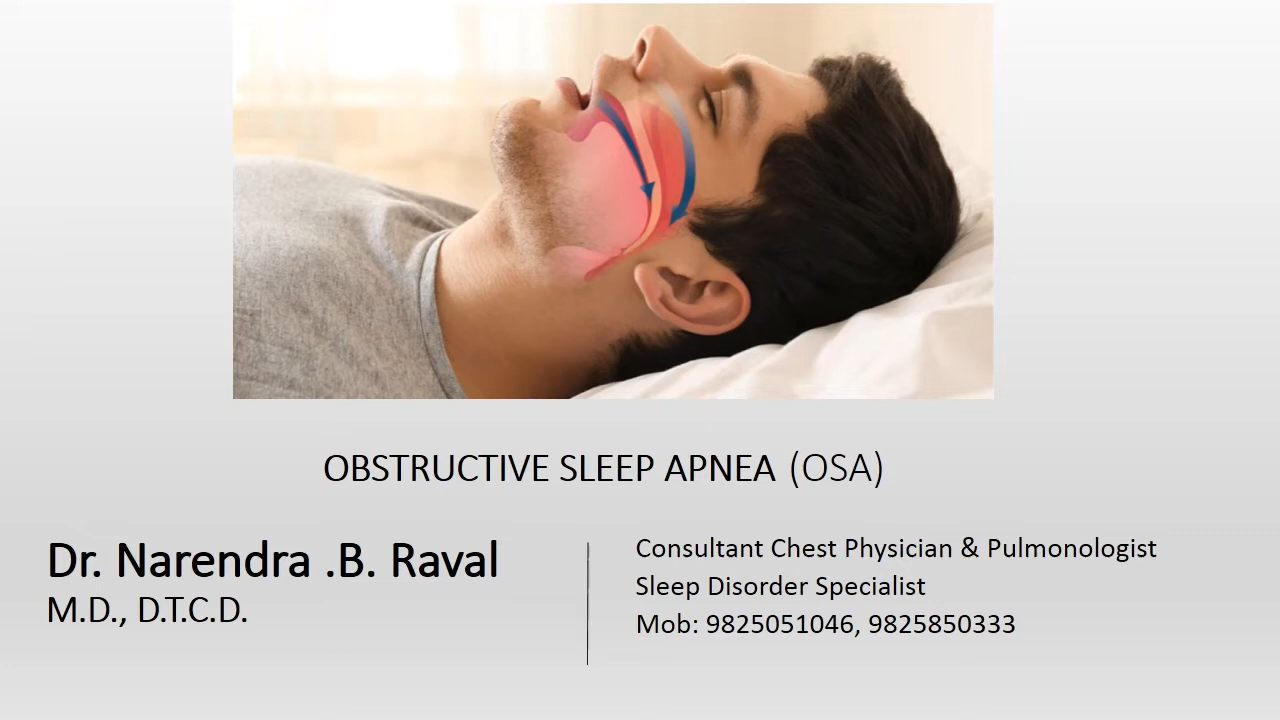 OBSTRUCTIVE SLEEP APNEA (OSA)
Dr. Narendra .B. Raval
M.D., D.T.C.D.
Consultant Chest Physician & Pulmonologist
Sleep Disorder Specialist
Mob: 9825051046, 9825850333